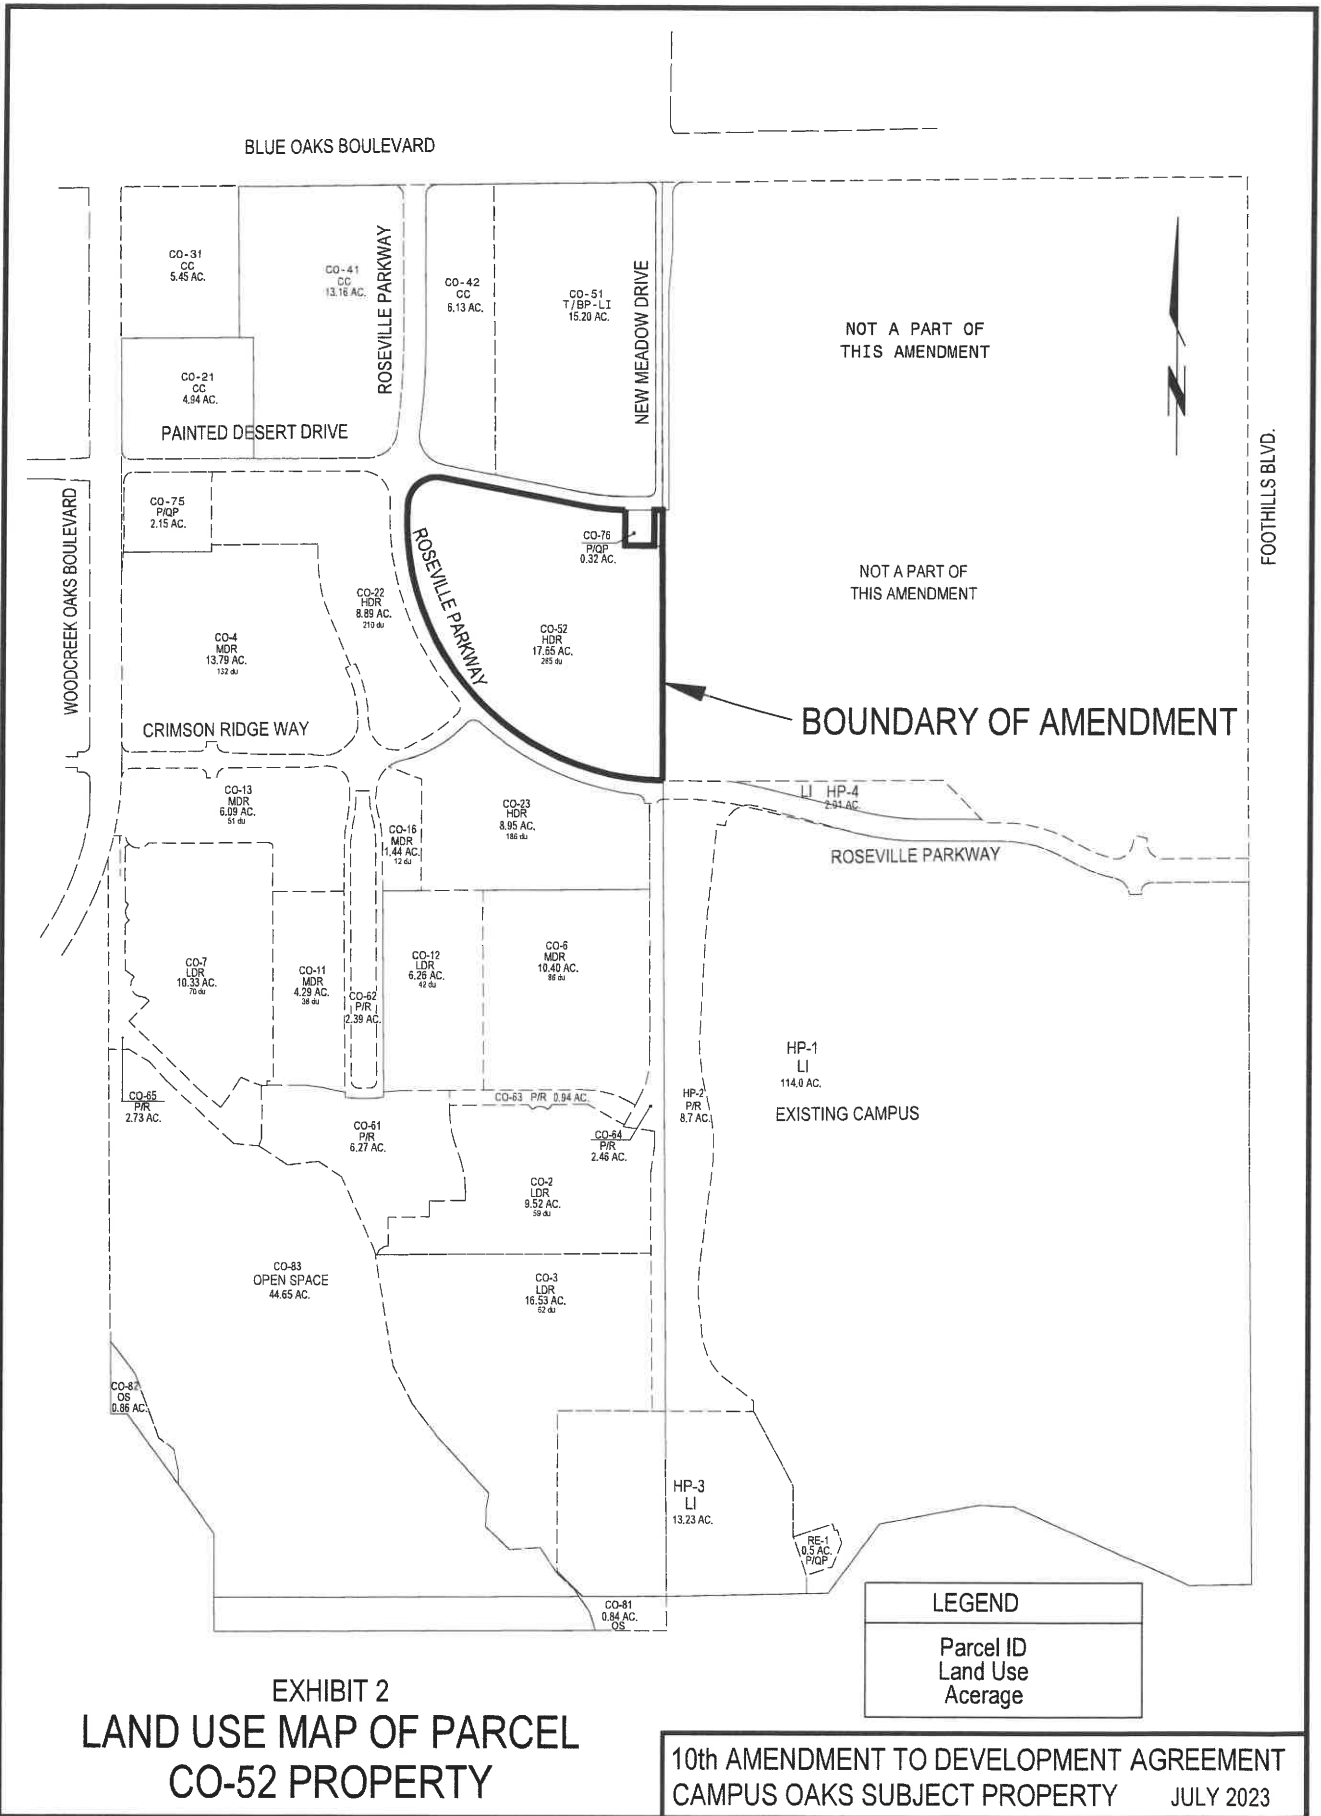 BLUE OAKS BOULEVARD
CO-31
CC
5.45 AC.
CO-41
CC
13.16 AC.
ROSEVILLE PARKWAY
CO-42
CC
6.13 AC.
CO-51
T/BP-LI
15.20 AC.
NEW MEADOW DRIVE
NOT A PART OF
THIS AMENDMENT
CO-21
CC
4.94 AC.
PAINTED DESERT DRIVE
FOOTHILLS BLVD.
WOODCREEK OAKS BOULEVARD
CO-75
P/QP
2.15 AC.
CO-76
P/QP
0.32 AC.
NOT A PART OF
THIS AMENDMENT
ROSEVILLE PARKWAY
CO-22
HDR
8.89 AC.
210 du
CO-4
MDR
13.79 AC.
132 du
CO-52
HDR
17.65 AC.
265 du
BOUNDARY OF AMENDMENT
CRIMSON RIDGE WAY
CO-13
MDR
6.09 AC.
51 du
CO-16
MDR
1.44 AC.
12 du
CO-23
HDR
8.95 AC.
186 du
LI HP-4
2.91 AC.
ROSEVILLE PARKWAY
CO-7
LDR
10.33 AC.
70 du
CO-11
MDR
4.29 AC.
38 du
CO-62
P/R
2.39 AC.
CO-12
LDR
6.26 AC.
42 du
CO-6
MDR
10.40 AC.
86 du
HP-1
LI
114.0 AC.
EXISTING CAMPUS
CO-65
P/R
2.73 AC.
CO-61
P/R
6.27 AC.
CO-63 P/R 0.94 AC.
HP-2
P/R
8.7 AC.
CO-64
P/R
2.46 AC.
CO-2
LDR
9.52 AC.
59 du
CO-83
OPEN SPACE
44.65 AC.
CO-3
LDR
16.53 AC.
62 du
CO-82
OS
0.86 AC.
HP-3
LI
13.23 AC.
RE-1
0.5 AC.
P/QP
CO-81
0.84 AC.
OS
LEGEND
Parcel ID
Land Use
Acerage
EXHIBIT 2
LAND USE MAP OF PARCEL
CO-52 PROPERTY
10th AMENDMENT TO DEVELOPMENT AGREEMENT
CAMPUS OAKS SUBJECT PROPERTY JULY 2023